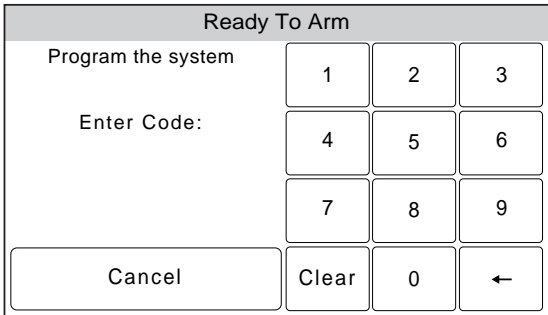 Ready To Arm
Program the system
1 2 3
Enter Code:
4 5 6
7 8 9
Cancel Clear 0 ←